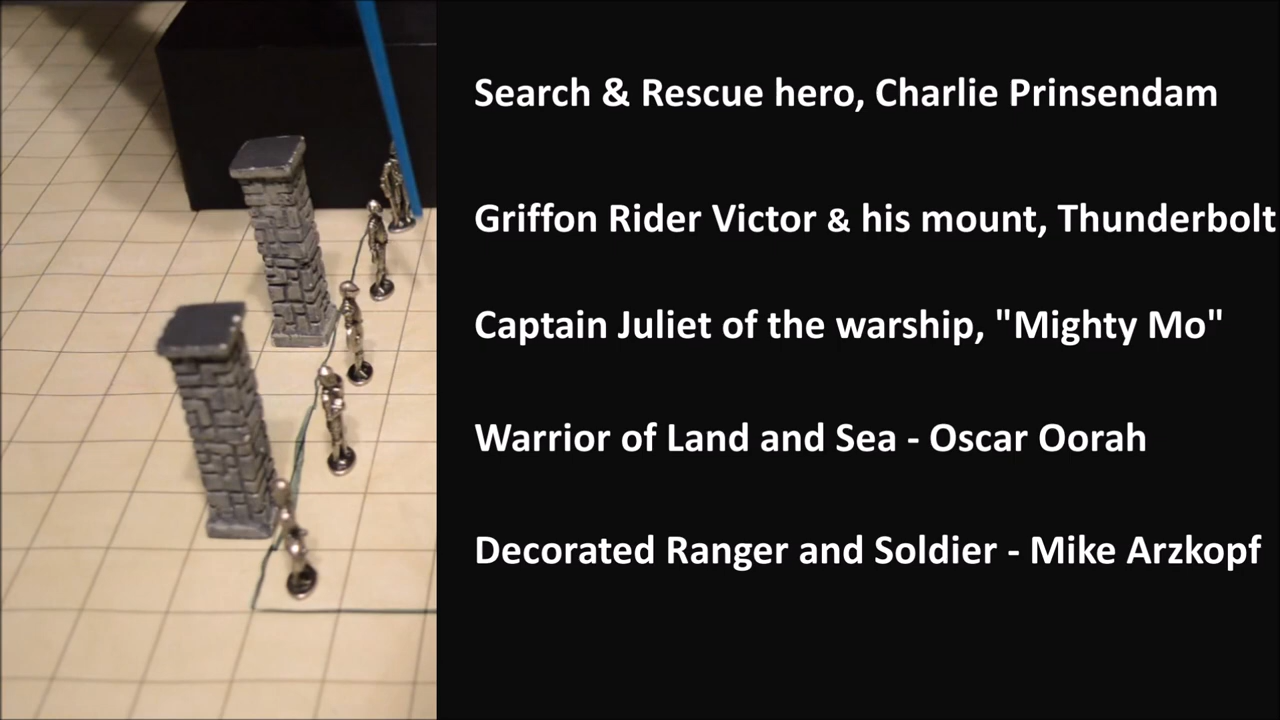 Search & Rescue hero, Charlie Prinsendam
Griffon Rider Victor & his mount, Thunderbolt
Captain Juliet of the warship, "Mighty Mo"
Warrior of Land and Sea - Oscar Oorah
Decorated Ranger and Soldier - Mike Arzkopf